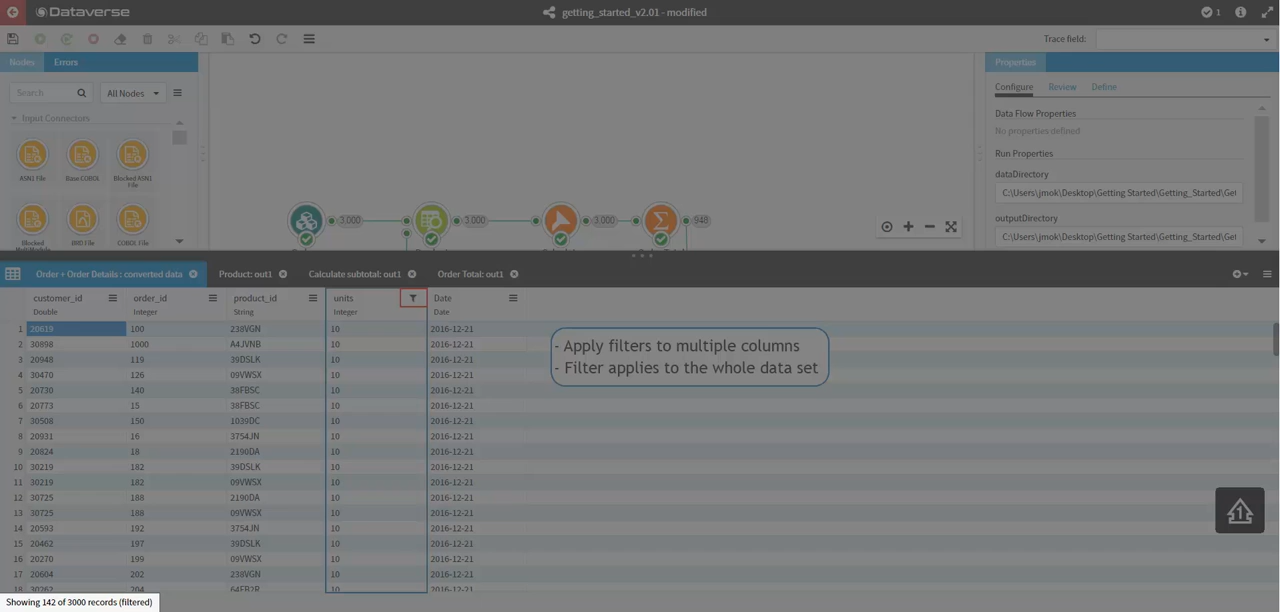 Dataverse
getting_started_v2.01 - modified
1
Trace field:
Nodes
Errors
Properties
Search
All Nodes
Configure
Review
Define
Input Connectors
Data Flow Properties
No properties defined
Run Properties
ASN1 File
Base COBOL
Blocked ASN1
File
dataDirectory
C:\Users\jmok\Desktop\Getting Started\Getting_Started\Get
3,000
3,000
3,000
940
outputDirectory
C:\Users\jmok\Desktop\Getting Started\Getting_Started\Get
Blocked
BRD File
COBOL File
Order + Order Details : converted data
Product: out1
Calculate subtotal: out1
Order Total: out1
customer_id
order_id
product_id
units
Date
Double
Integer
String
Integer
Date
1 20619 100 238VGN 10 2016-12-21
2 30898 1000 A4JVNB 10 2016-12-21
3 20948 119 39DSLK 10 2016-12-21
4 30470 126 09VWSX 10 2016-12-21
5 20730 140 38FBSC 10 2016-12-21
6 20773 15 38FBSC 10 2016-12-21
7 30508 150 1039DC 10 2016-12-21
8 20931 16 3754JN 10 2016-12-21
9 20824 18 2190DA 10 2016-12-21
10 30219 182 39DSLK 10 2016-12-21
11 30219 182 09VWSX 10 2016-12-21
12 30725 188 2190DA 10 2016-12-21
13 30725 188 09VWSX 10 2016-12-21
14 20593 192 3754JN 10 2016-12-21
15 20462 197 39DSLK 10 2016-12-21
16 20270 199 09VWSX 10 2016-12-21
17 20604 202 238VGN 10 2016-12-21
18 30262 204 64FB2R 10 2016-12-21
- Apply filters to multiple columns
- Filter applies to the whole data set
1
Showing 142 of 3000 records (filtered)